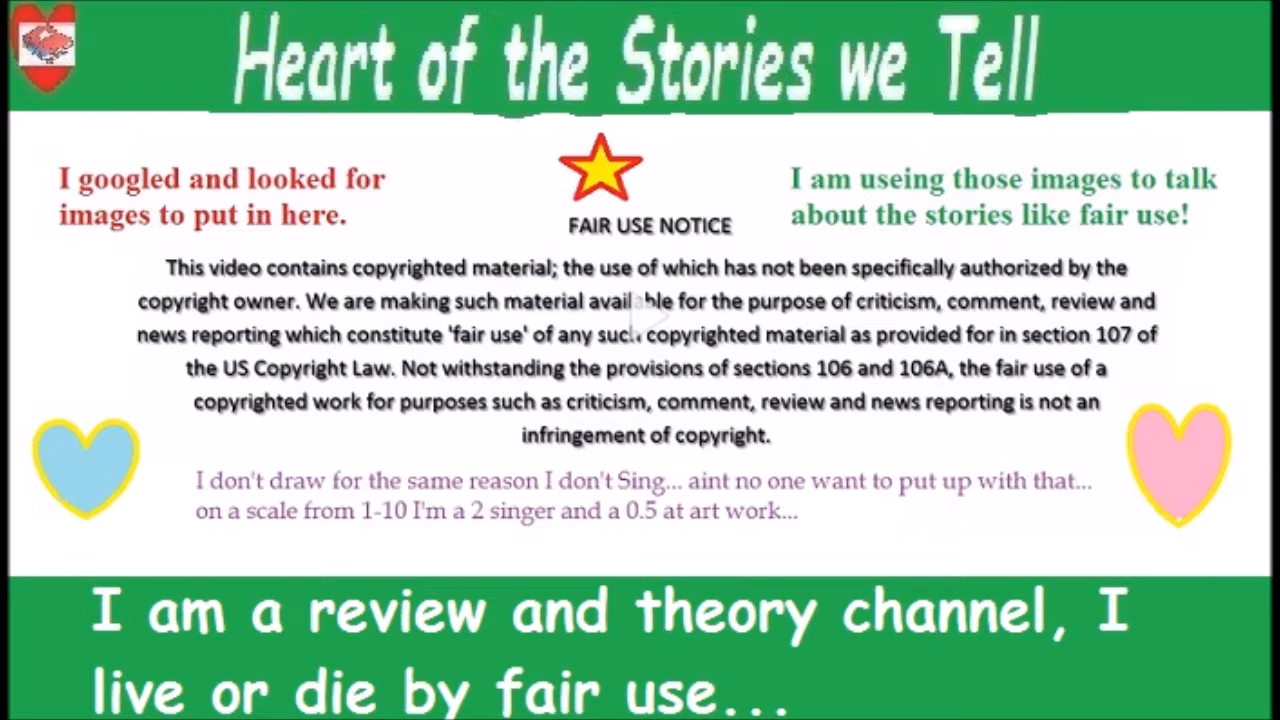 Heart of the Stories we Tell
I googled and looked for
images to put in here.
I am useing those images to talk
about the stories like fair use!
FAIR USE NOTICE
This video contains copyrighted material; the use of which has not been specifically authorized by the
copyright owner. We are making such material available for the purpose of criticism, comment, review and
news reporting which constitute 'fair use' of any such copyrighted material as provided for in section 107 of
the US Copyright Law. Not withstanding the provisions of sections 106 and 106A, the fair use of a
copyrighted work for purposes such as criticism, comment, review and news reporting is not an
infringement of copyright.
I don't draw for the same reason I don't Sing... aint no one want to put up with that...
on a scale from 1-10 I'm a 2 singer and a 0.5 at art work...
I am a review and theory channel, I
live or die by fair use...